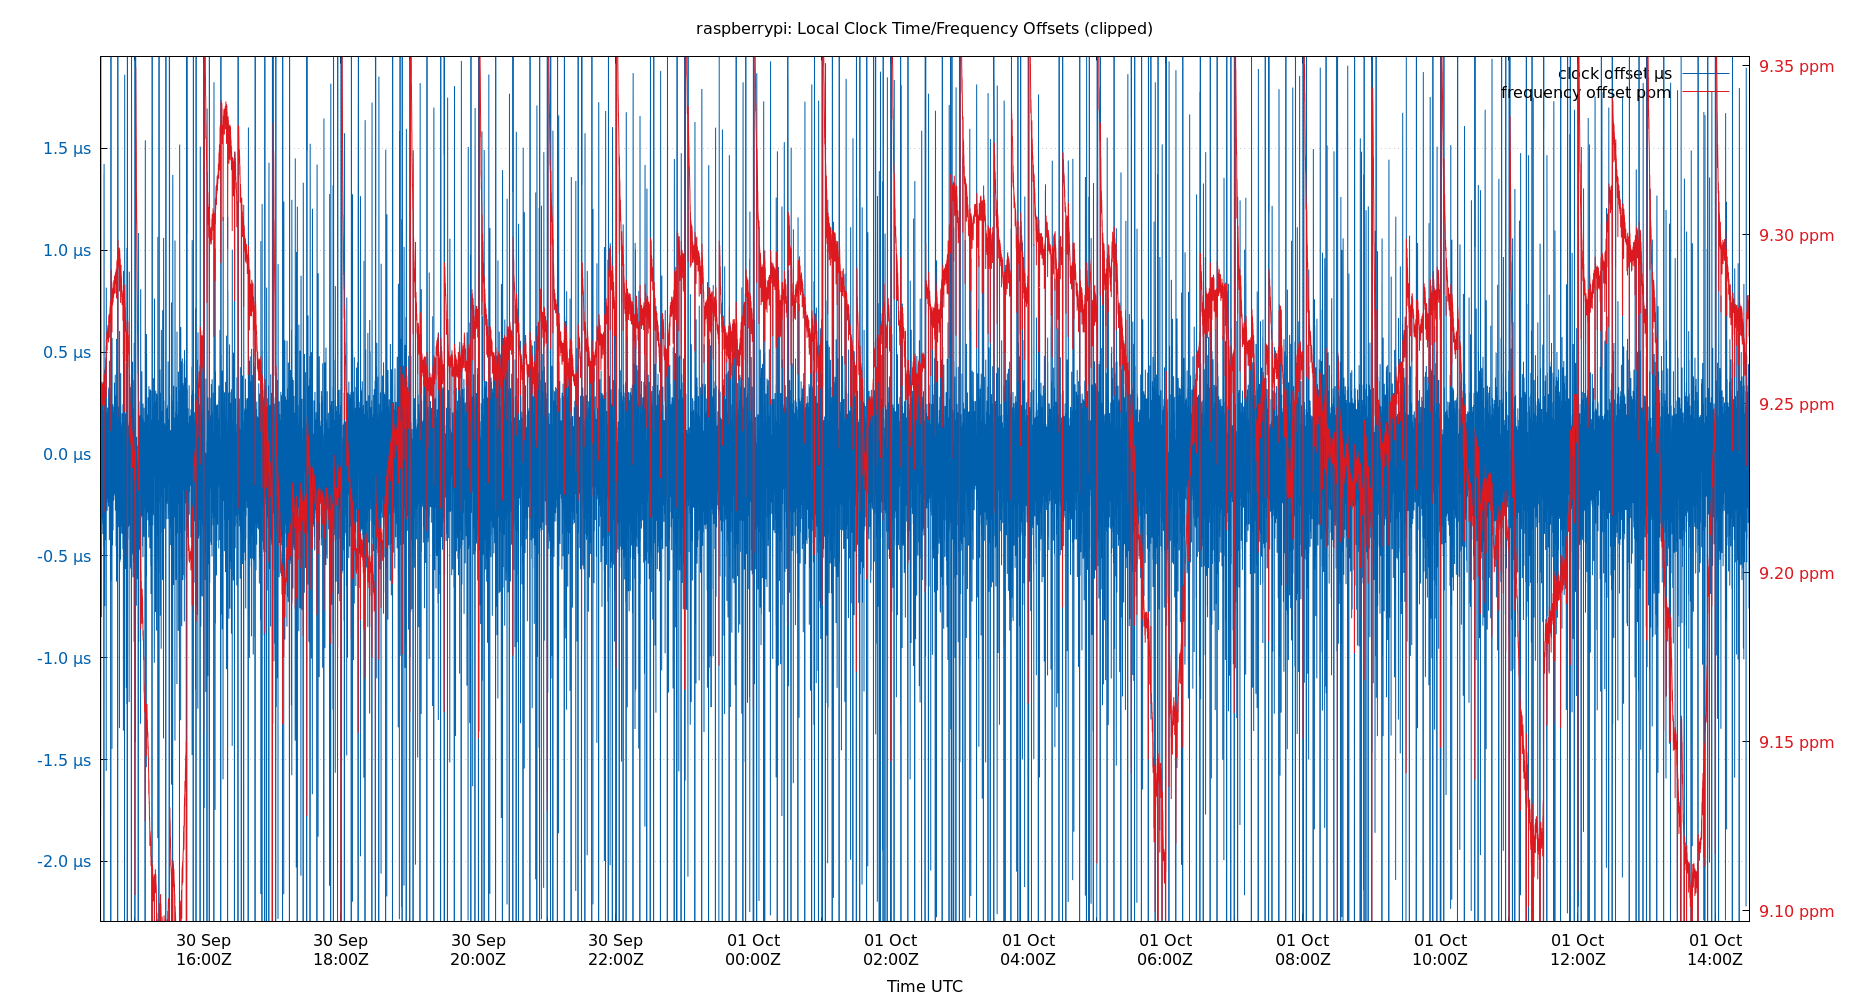 raspberrypi: Local Clock Time/Frequency Offsets (clipped)
clock offset µs
frequency offset ppm
1.5 µs
1.0 µs
0.5 µs
0.0 µs
-0.5 µs
-1.0 µs
-1.5 µs
-2.0 µs
9.35 ppm
9.30 ppm
9.25 ppm
9.20 ppm
9.15 ppm
9.10 ppm
30 Sep 30 Sep 30 Sep 30 Sep 01 Oct 01 Oct 01 Oct 01 Oct 01 Oct 01 Oct 01 Oct 01 Oct
16:00Z 18:00Z 20:00Z 22:00Z 00:00Z 02:00Z 04:00Z 06:00Z 08:00Z 10:00Z 12:00Z 14:00Z
Time UTC